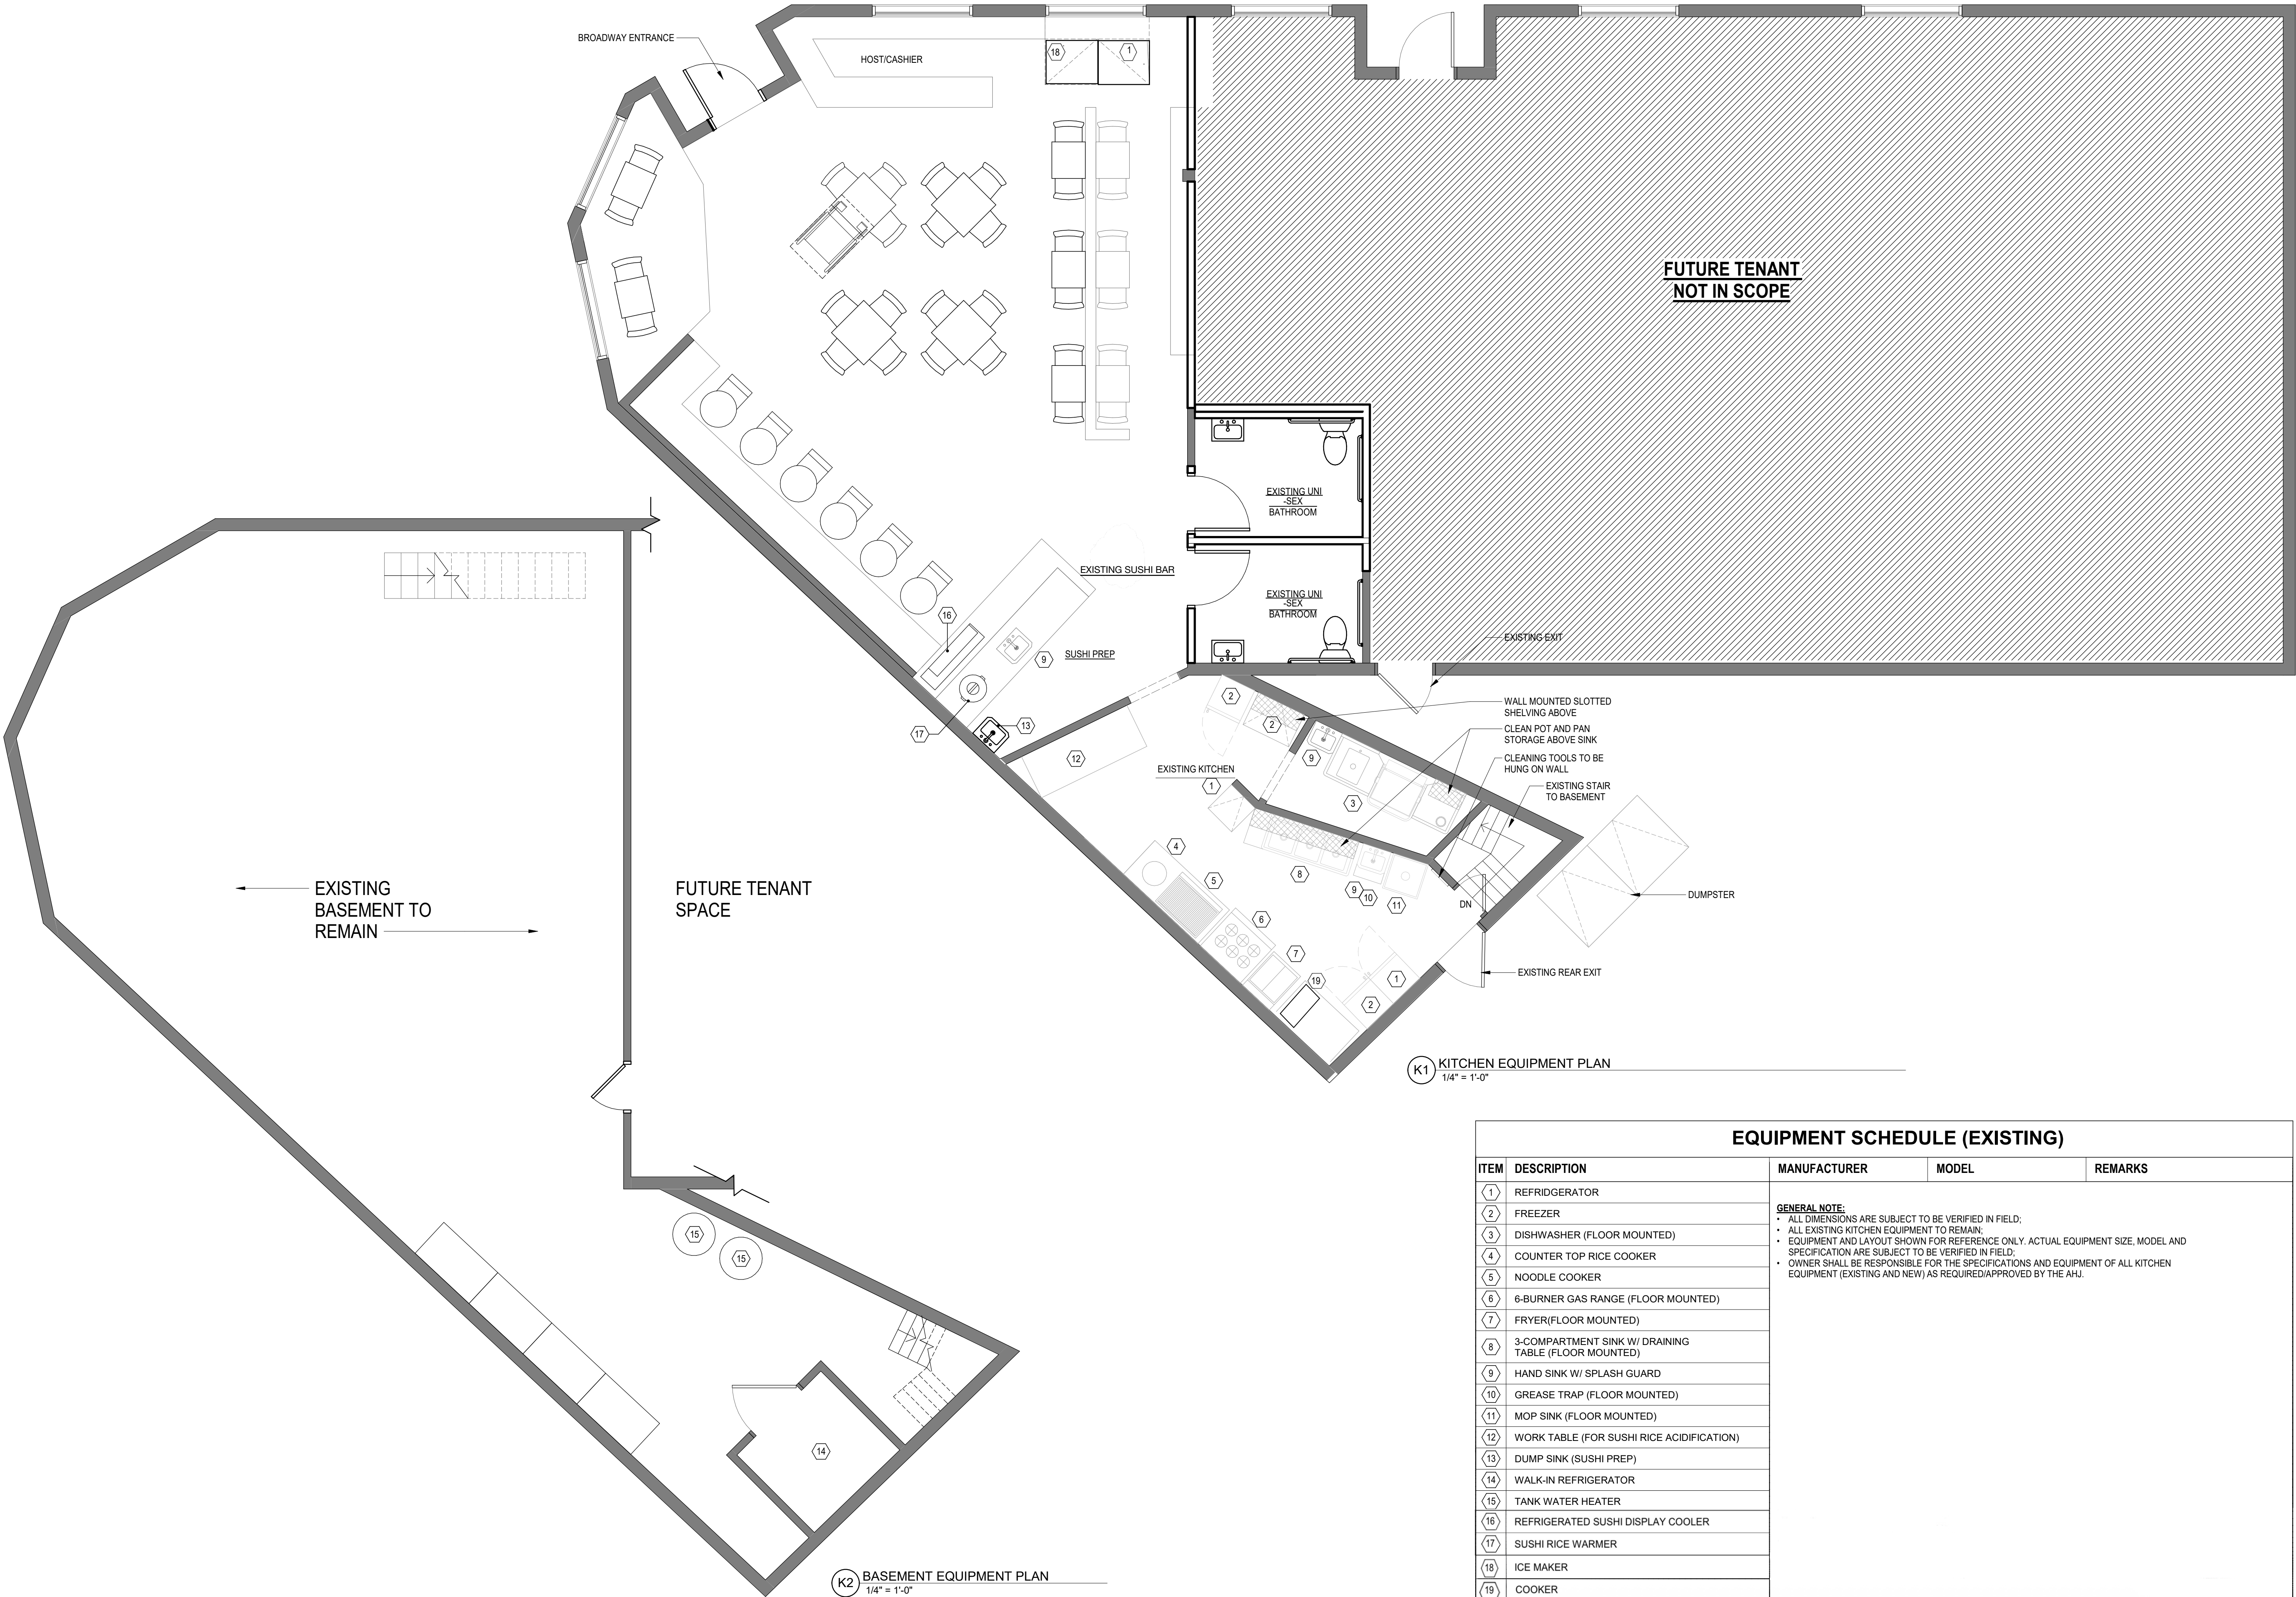 BROADWAY ENTRANCE
HOST/CASHIER
18
1
FUTURE TENANT
NOT IN SCOPE
EXISTING UNI
-SEX
BATHROOM
EXISTING SUSHI BAR
EXISTING UNI
-SEX
BATHROOM
16
9
SUSHI PREP
17
13
12
EXISTING EXIT
2
2
WALL MOUNTED SLOTTED
SHELVING ABOVE
CLEAN POT AND PAN
STORAGE ABOVE SINK
CLEANING TOOLS TO BE
HUNG ON WALL
EXISTING STAIR
TO BASEMENT
9
EXISTING KITCHEN
1
3
4
5
8
9
10
11
6
DN
DUMPSTER
7
19
1
2
EXISTING REAR EXIT
EXISTING
BASEMENT TO
REMAIN
FUTURE TENANT
SPACE
K1
KITCHEN EQUIPMENT PLAN
1/4" = 1'-0"
15
15
14
K2
BASEMENT EQUIPMENT PLAN
1/4" = 1'-0"
EQUIPMENT SCHEDULE (EXISTING)
ITEM DESCRIPTION MANUFACTURER MODEL REMARKS
1 REFRIDGERATOR
2 FREEZER
3 DISHWASHER (FLOOR MOUNTED)
4 COUNTER TOP RICE COOKER
5 NOODLE COOKER
6 6-BURNER GAS RANGE (FLOOR MOUNTED)
7 FRYER(FLOOR MOUNTED)
8 3-COMPARTMENT SINK W/ DRAINING
TABLE (FLOOR MOUNTED)
9 HAND SINK W/ SPLASH GUARD
10 GREASE TRAP (FLOOR MOUNTED)
11 MOP SINK (FLOOR MOUNTED)
12 WORK TABLE (FOR SUSHI RICE ACIDIFICATION)
13 DUMP SINK (SUSHI PREP)
14 WALK-IN REFRIGERATOR
15 TANK WATER HEATER
16 REFRIGERATED SUSHI DISPLAY COOLER
17 SUSHI RICE WARMER
18 ICE MAKER
19 COOKER
GENERAL NOTE:
• ALL DIMENSIONS ARE SUBJECT TO BE VERIFIED IN FIELD;
• ALL EXISTING KITCHEN EQUIPMENT TO REMAIN;
• EQUIPMENT AND LAYOUT SHOWN FOR REFERENCE ONLY. ACTUAL EQUIPMENT SIZE, MODEL AND
SPECIFICATION ARE SUBJECT TO BE VERIFIED IN FIELD;
• OWNER SHALL BE RESPONSIBLE FOR THE SPECIFICATIONS AND EQUIPMENT OF ALL KITCHEN
EQUIPMENT (EXISTING AND NEW) AS REQUIRED/APPROVED BY THE AHJ.